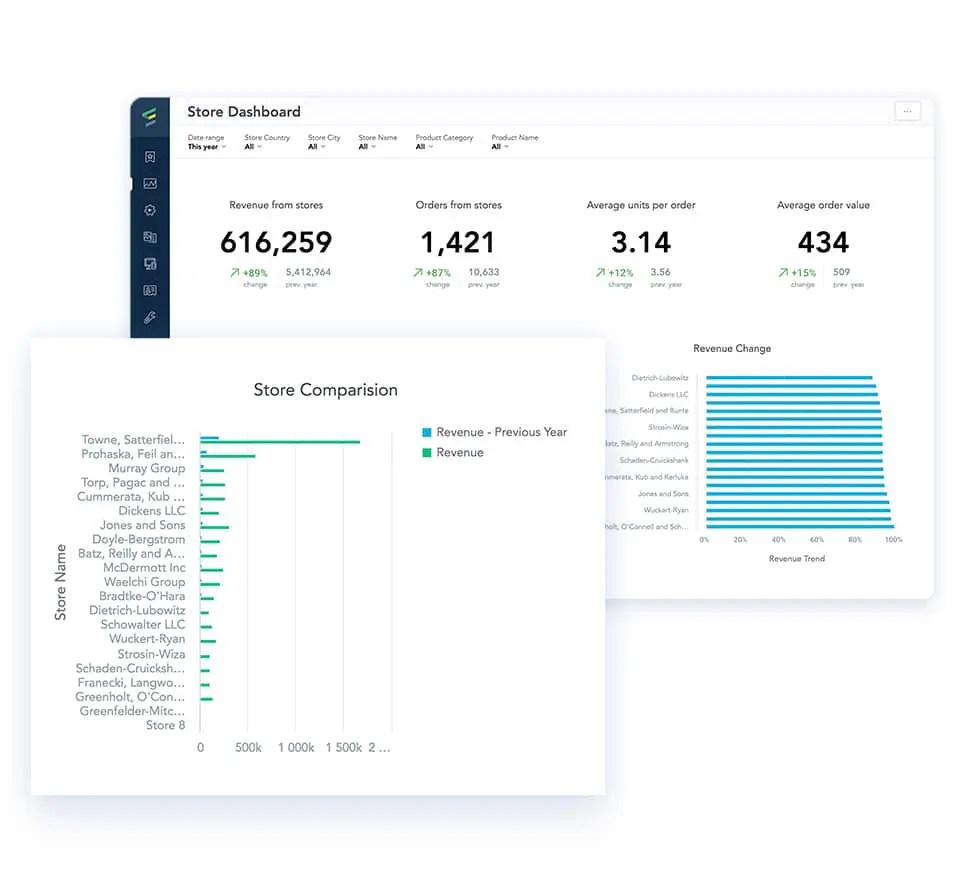 Store Dashboard
...
Date range Store Country Store City Store Name Product Category Product Name
This year All All All All All
Revenue from stores Orders from stores Average units per order Average order value
616,259 1,421 3.14 434
+89% 5,412,964 +87% 10,633 +12% 3.56 +15% 509
change prev. year change prev. year change prev. year change prev. year
Store Comparision
Revenue - Previous Year
Revenue
Store Name
Towne, Satterfiel...
Prohaska, Feil an...
Murray Group
Torp, Pagac and ...
Cummerata, Kub ...
Dickens LLC
Jones and Sons
Doyle-Bergstrom
Batz, Reilly and A...
McDermott Inc
Waelchi Group
Bradtke-O'Hara
Dietrich-Lubowitz
Schowalter LLC
Wuckert-Ryan
Strosin-Wiza
Schaden-Cruicksh...
Franecki, Langwo...
Greenholt, O'Con...
Greenfelder-Mitc...
Store 8
0 500k 1 000k 1 500k 2 ...
Revenue Change
Dietrich-Lubowitz
Dickens LLC
ne, Satterfield and Runte
Strosin-Wiza
atz, Reilly and Armstrong
Schaden-Cruickshank
mmerata, Kub and Kerluke
Jones and Sons
Wuckert-Ryan
holt, O'Connell and Sch...
0% 20% 40% 60% 80% 100%
Revenue Trend